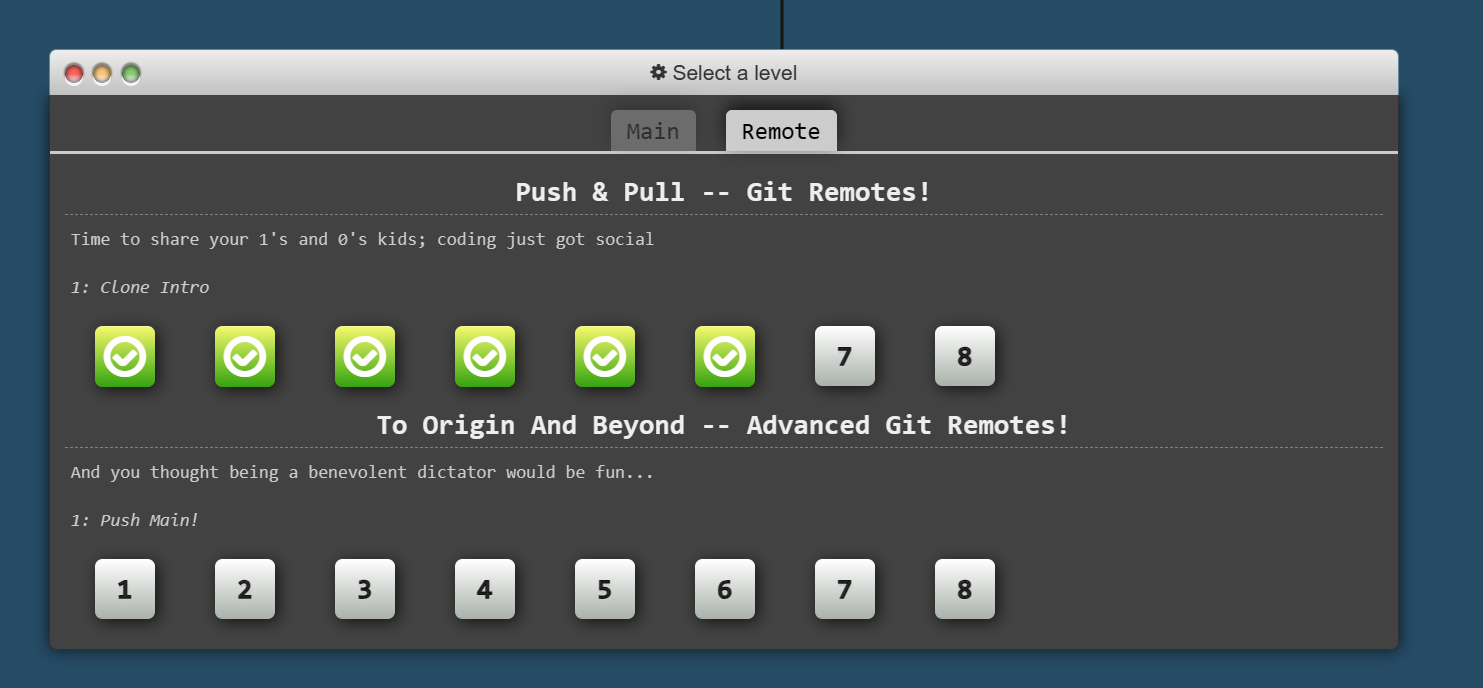 Select a level
Main Remote
Push & Pull -- Git Remotes!
Time to share your 1's and 0's kids; coding just got social
1: Clone Intro
7 8
To Origin And Beyond -- Advanced Git Remotes!
And you thought being a benevolent dictator would be fun...
1: Push Main!
1 2 3 4 5 6 7 8